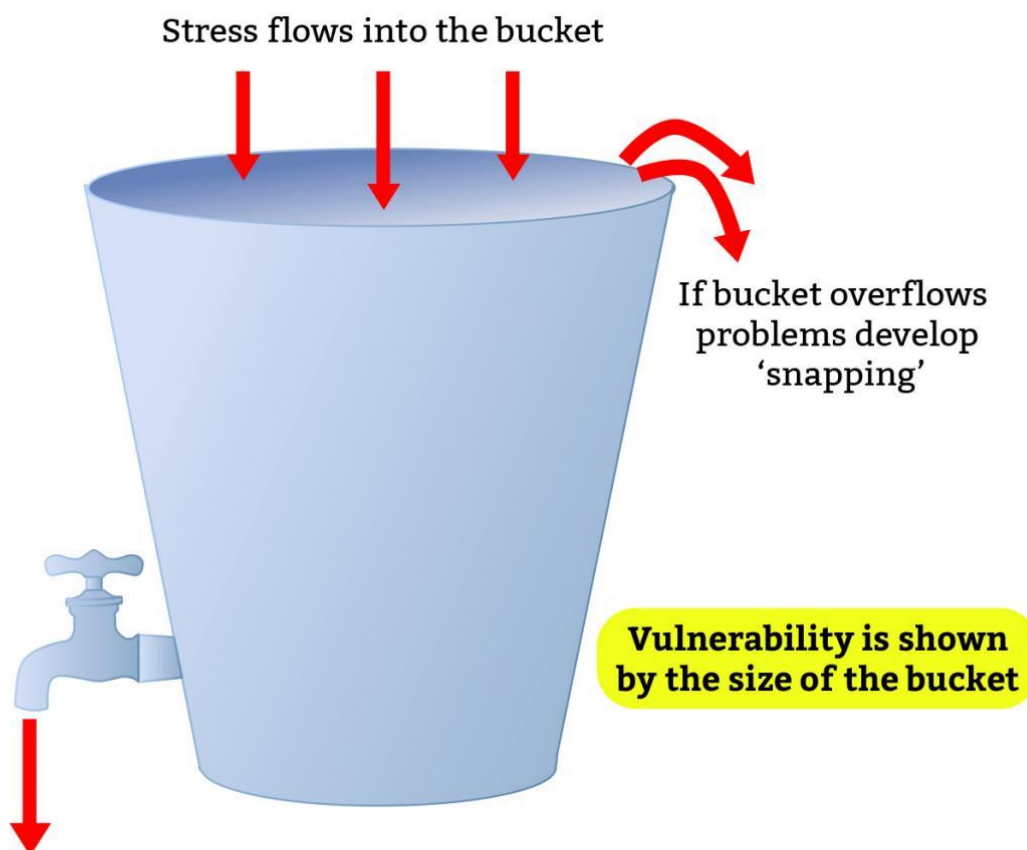 Stress flows into the bucket
If bucket overflows
problems develop
‘snapping’
Vulnerability is shown
by the size of the bucket